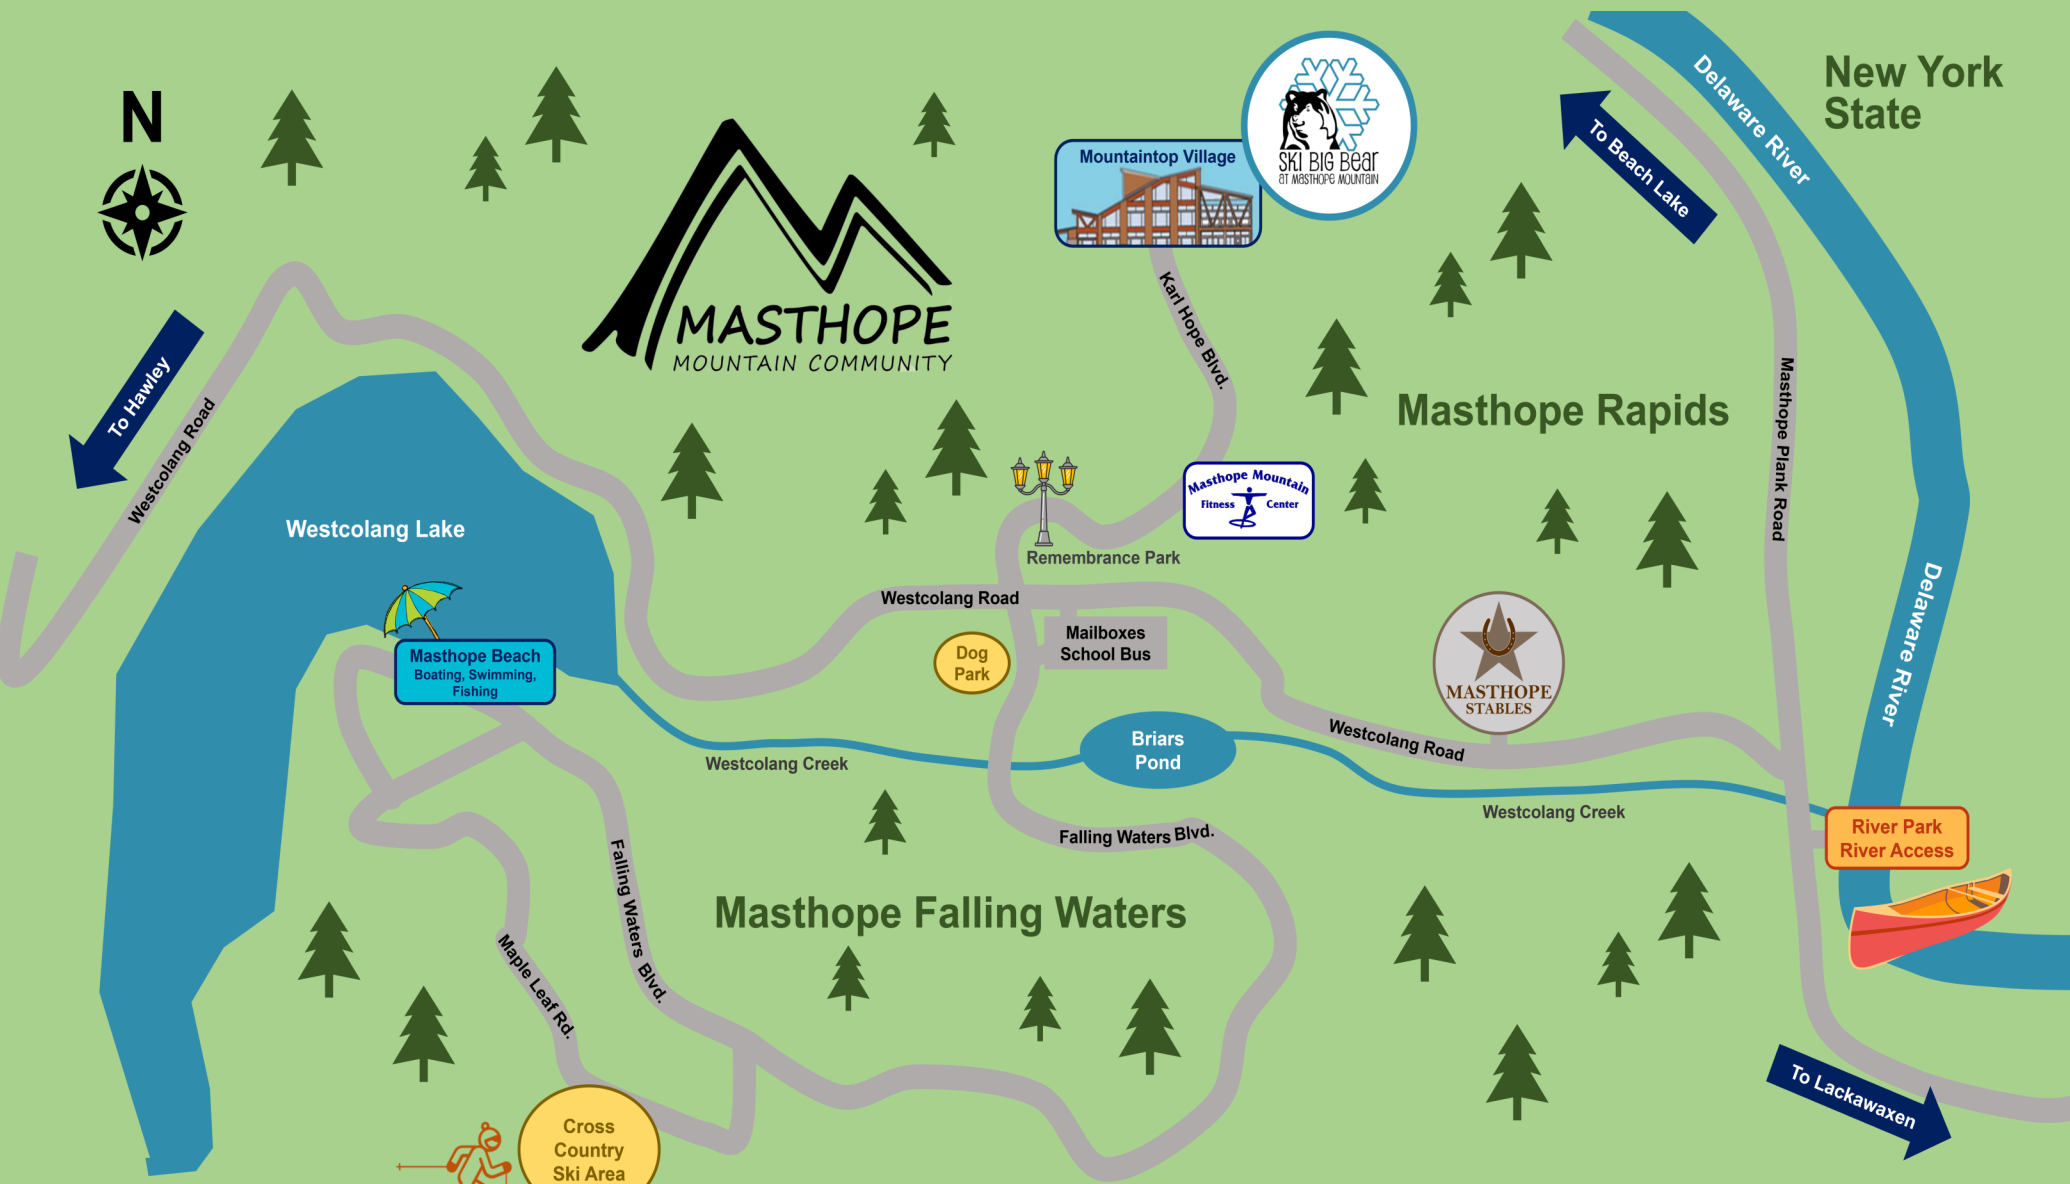 N
New York
State
Delaware River
To Beach Lake
Mountaintop Village
SKI BIG BEAR
AT MASTHOPE MOUNTAIN
MASTHOPE
MOUNTAIN COMMUNITY
Karl Hope Blvd.
To Hawley
Westcolang Road
Masthope Rapids
Masthope Plank Road
Westcolang Lake
Masthope Mountain
Fitness Center
Remembrance Park
Westcolang Road
Mailboxes
School Bus
Dog
Park
Masthope Beach
Boating, Swimming,
Fishing
MASTHOPE
STABLES
Delaware River
Westcolang Road
Briars
Pond
Westcolang Creek
Westcolang Creek
Falling Waters Blvd.
River Park
River Access
Falling Waters Blvd.
Masthope Falling Waters
Maple Leaf Rd.
To Lackawaxen
Cross
Country
Ski Area